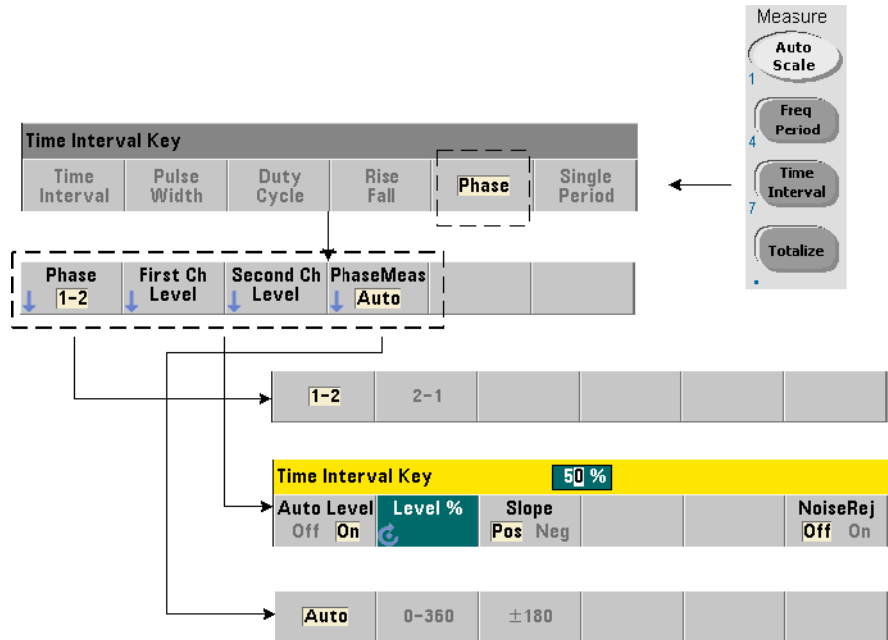 Measure
Auto
Scale
1
Freq
Period
4
Time
Interval
7
Totalize
.
Time Interval Key
Time
Interval
Pulse
Width
Duty
Cycle
Rise
Fall
Phase
Single
Period
Phase
1-2
First Ch
Level
Second Ch
Level
PhaseMeas
Auto
1-2
2-1
Time Interval Key
50 %
Auto Level
Off On
Level %
Slope
Pos Neg
NoiseRej
Off On
Auto
0-360
±180